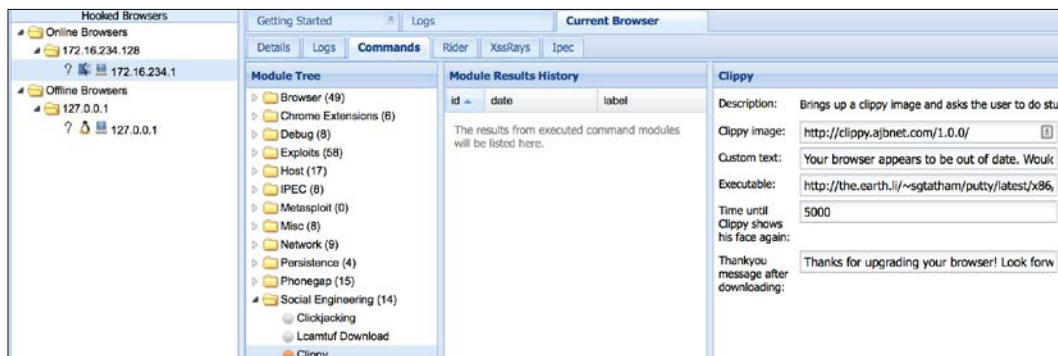 Hooked Browsers
Online Browsers
172.16.234.128
? 172.16.234.1
Offline Browsers
127.0.0.1
? 127.0.0.1
Getting Started
Logs
Current Browser
Details
Logs
Commands
Rider
XssRays
Ipec
Module Tree
Browser (49)
Chrome Extensions (6)
Debug (8)
Exploits (58)
Host (17)
IPEC (8)
Metasploit (0)
Misc (8)
Network (9)
Persistence (4)
Phonegap (15)
Social Engineering (14)
Clickjacking
Lcamtuf Download
Clippy
Module Results History
id date label
The results from executed command modules
will be listed here.
Clippy
Description: Brings up a clippy image and asks the user to do stu
Clippy image: http://clippy.ajbnet.com/1.0.0/
Custom text: Your browser appears to be out of date. Would
Executable: http://the.earth.li/~sgtatham/putty/latest/x86/
Time until
Clippy shows
his face again:
5000
Thankyou
message after
downloading:
Thanks for upgrading your browser! Look forw